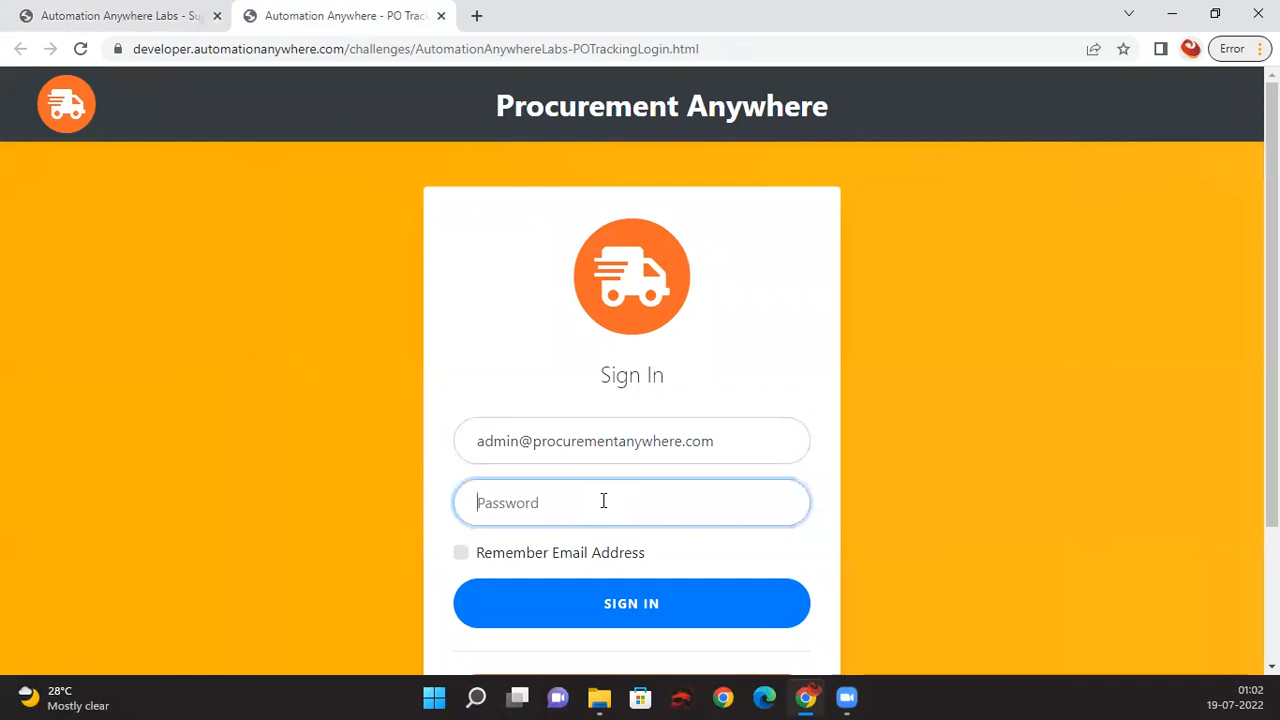 Automation Anywhere Labs - Su
Automation Anywhere - PO Trac
developer.automationanywhere.com/challenges/AutomationAnywhereLabs-POTrackingLogin.html
Error
Procurement Anywhere
Sign In
admin@procurementanywhere.com
Password
Remember Email Address
SIGN IN
28°C
Mostly clear
01:02
19-07-2022